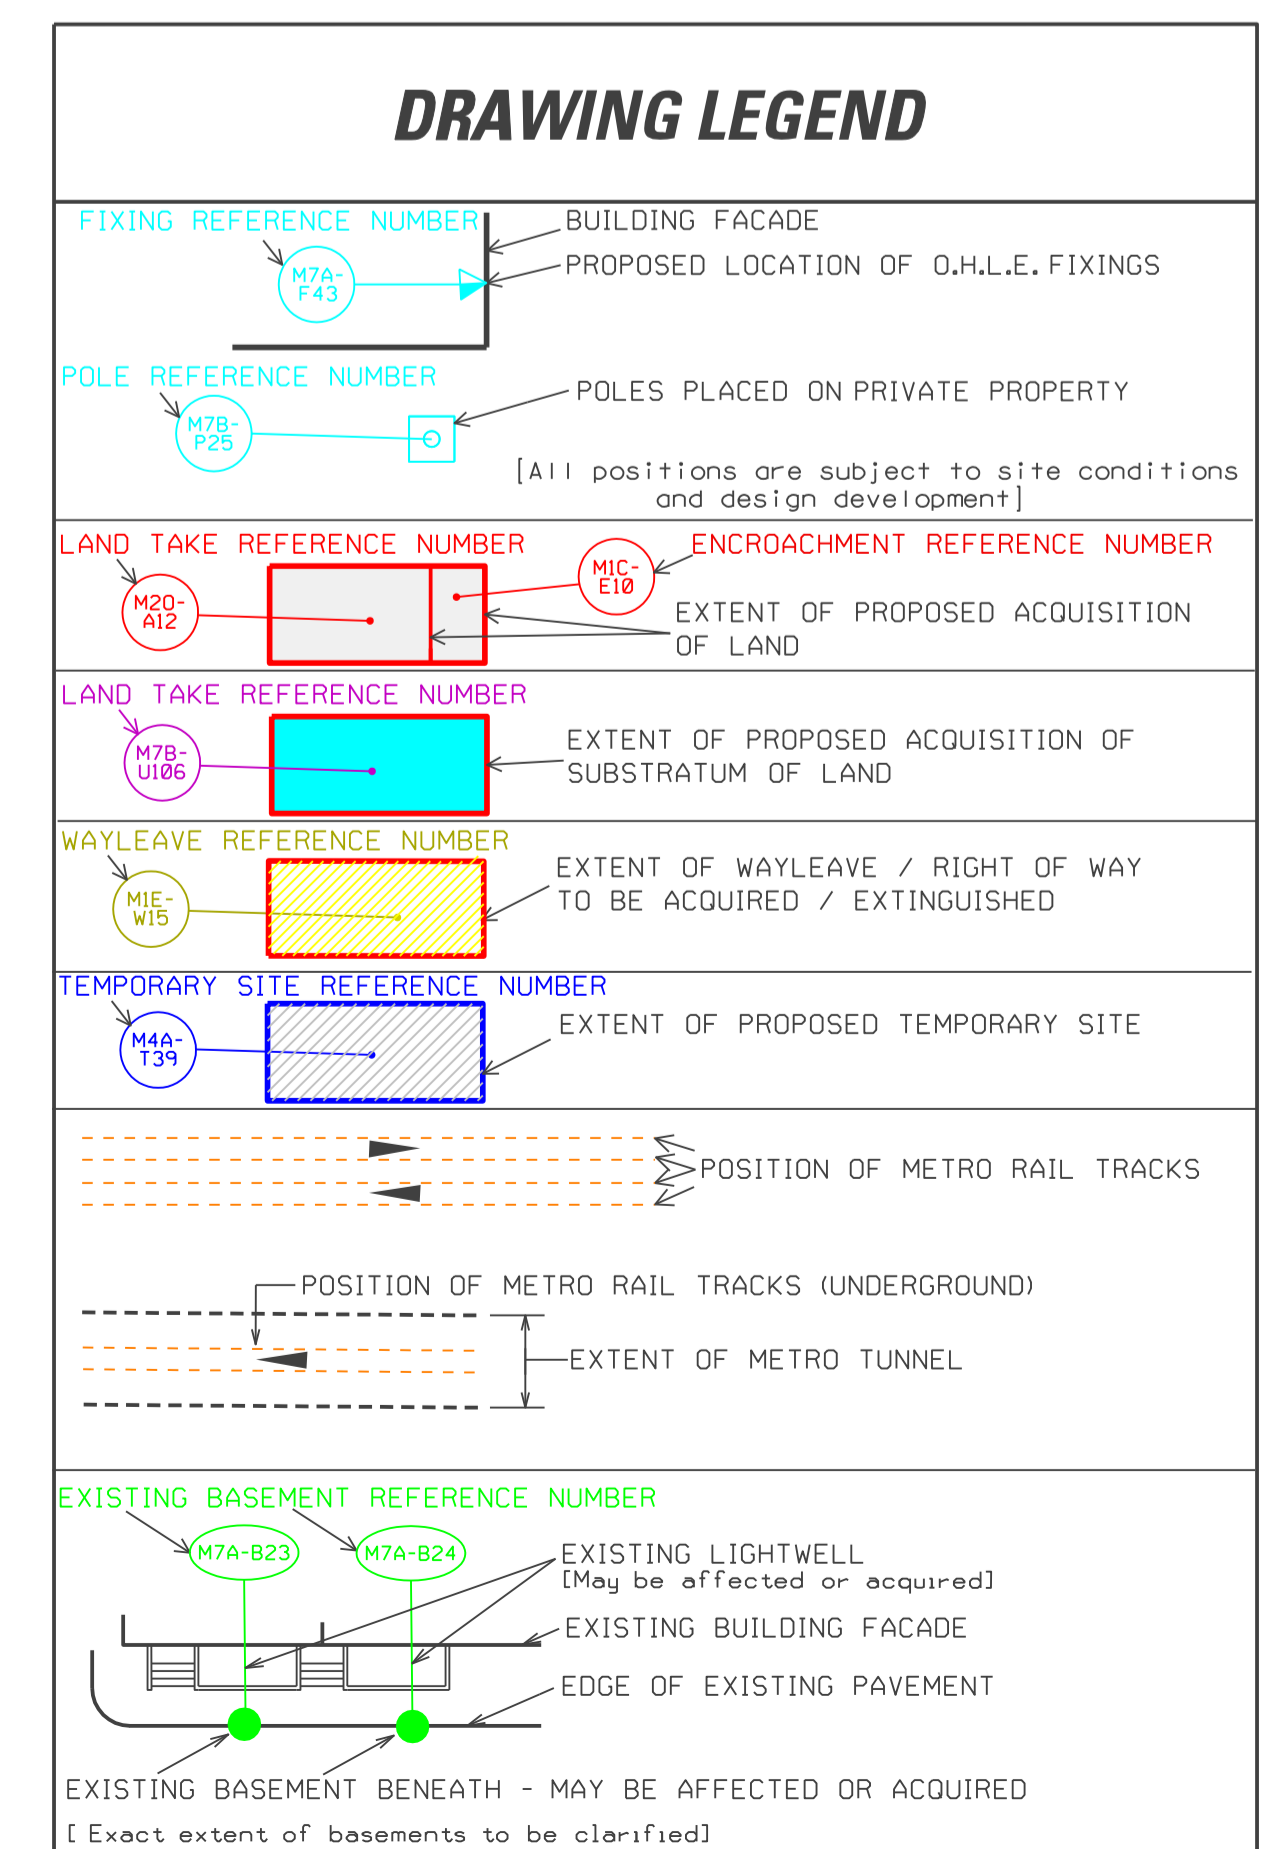 DRAWING LEGEND
FIXING REFERENCE NUMBER
BUILDING FACADE
M7A-
F43
PROPOSED LOCATION OF O.H.L.E. FIXINGS
POLE REFERENCE NUMBER
M7B-
P25
POLES PLACED ON PRIVATE PROPERTY
[All positions are subject to site conditions
and design development]
LAND TAKE REFERENCE NUMBER
M20-
A12
M1C-
E10
ENCROACHMENT REFERENCE NUMBER
EXTENT OF PROPOSED ACQUISITION
OF LAND
LAND TAKE REFERENCE NUMBER
M7B-
U106
EXTENT OF PROPOSED ACQUISITION OF
SUBSTRATUM OF LAND
WAYLEAVE REFERENCE NUMBER
M1E-
W15
EXTENT OF WAYLEAVE / RIGHT OF WAY
TO BE ACQUIRED / EXTINGUISHED
TEMPORARY SITE REFERENCE NUMBER
M4A-
T39
EXTENT OF PROPOSED TEMPORARY SITE
POSITION OF METRO RAIL TRACKS
POSITION OF METRO RAIL TRACKS (UNDERGROUND)
EXTENT OF METRO TUNNEL
EXISTING BASEMENT REFERENCE NUMBER
M7A-B23
M7A-B24
EXISTING LIGHTWELL
[May be affected or acquired]
EXISTING BUILDING FACADE
EDGE OF EXISTING PAVEMENT
EXISTING BASEMENT BENEATH - MAY BE AFFECTED OR ACQUIRED
[ Exact extent of basements to be clarified]